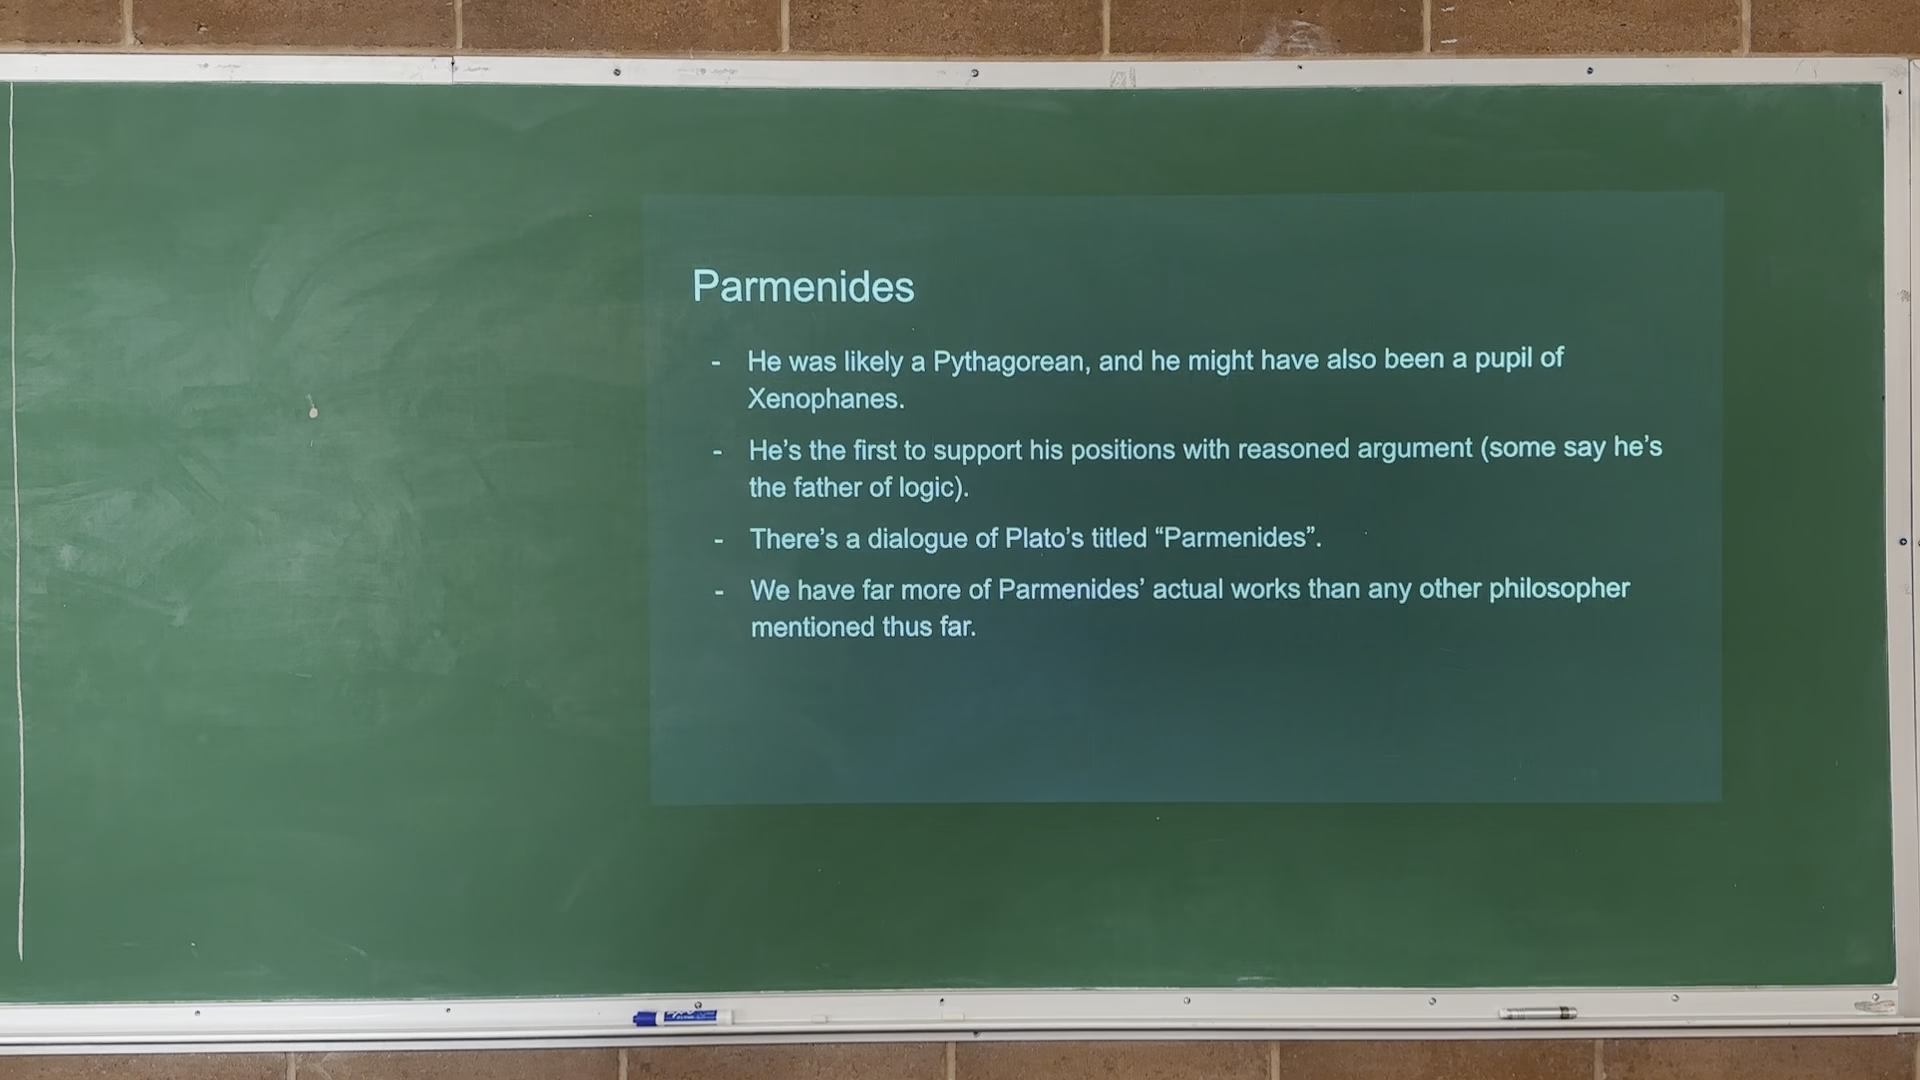 Parmenides
- He was likely a Pythagorean, and he might have also been a pupil of
Xenophanes.
- He’s the first to support his positions with reasoned argument (some say he’s
the father of logic).
- There’s a dialogue of Plato’s titled “Parmenides”.
- We have far more of Parmenides’ actual works than any other philosopher
mentioned thus far.